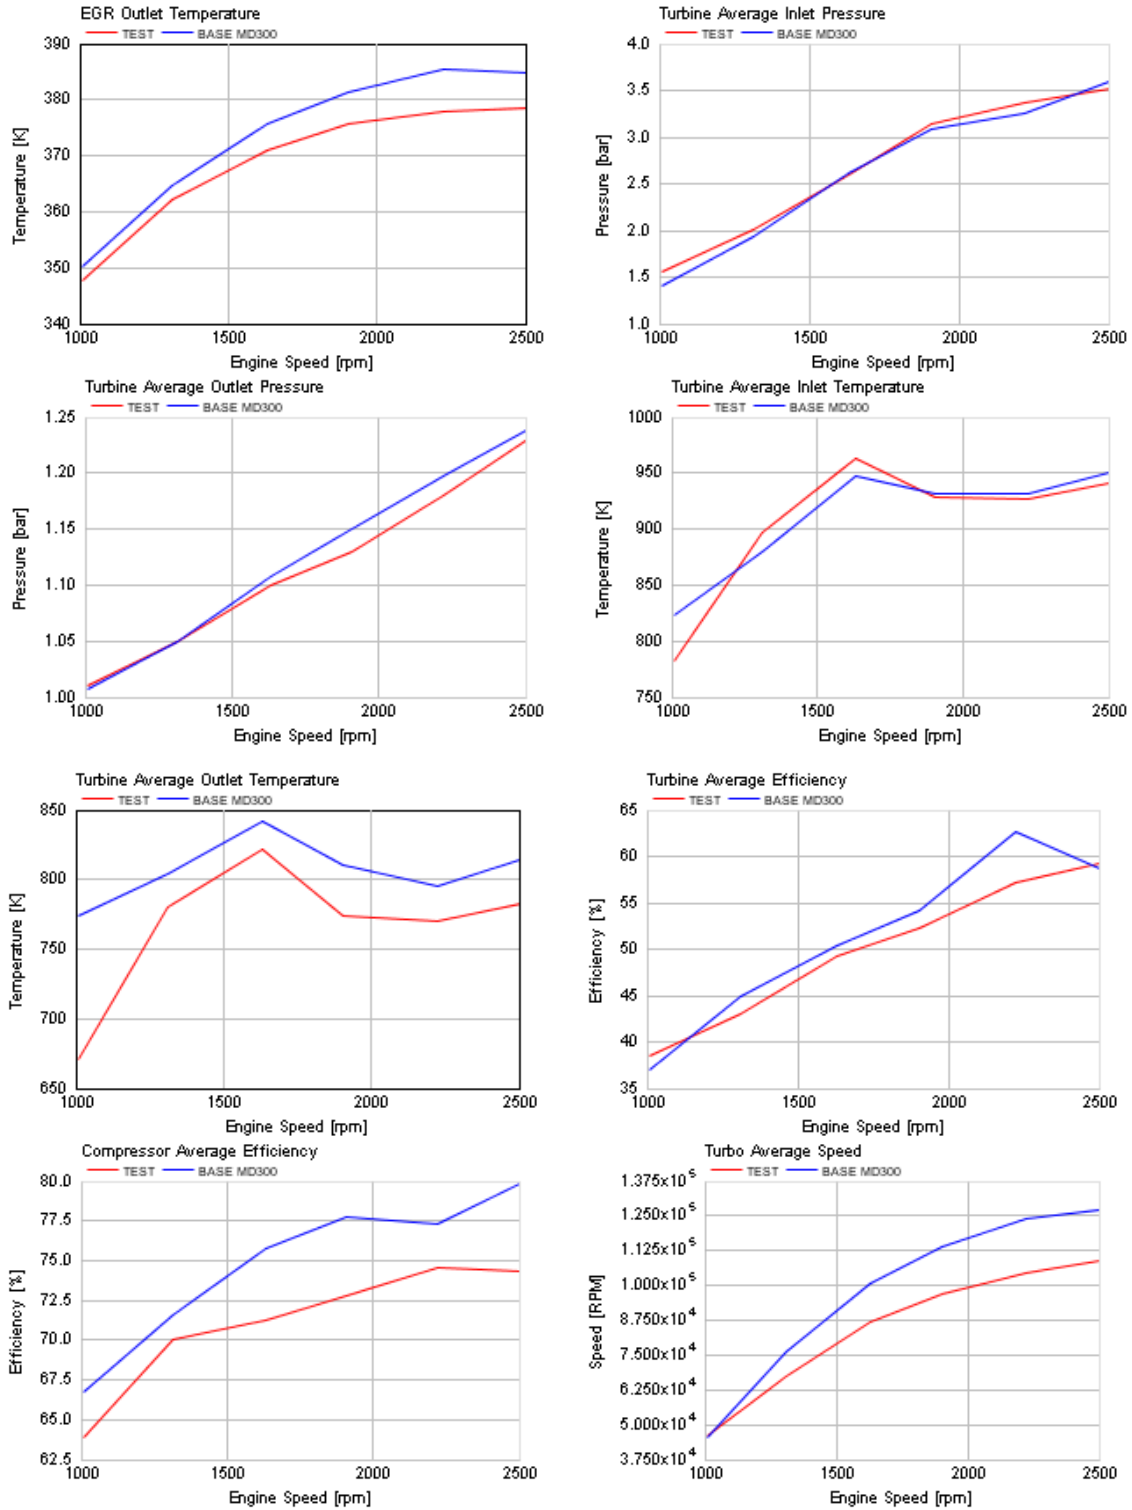 EGR Outlet Temperature
TEST BASE MD300
390
380
370
360
350
340
Temperature [K]
1000 1500 2000 2500
Engine Speed [rpm]
Turbine Average Inlet Pressure
TEST BASE MD300
4.0
3.5
3.0
2.5
2.0
1.5
1.0
Pressure [bar]
1000 1500 2000 2500
Engine Speed [rpm]
Turbine Average Outlet Pressure
TEST BASE MD300
1.25
1.20
1.15
1.10
1.05
1.00
Pressure [bar]
1000 1500 2000 2500
Engine Speed [rpm]
Turbine Average Inlet Temperature
TEST BASE MD300
1000
950
900
850
800
750
Temperature [K]
1000 1500 2000 2500
Engine Speed [rpm]
Turbine Average Outlet Temperature
TEST BASE MD300
850
800
750
700
650
Temperature [K]
1000 1500 2000 2500
Engine Speed [rpm]
Turbine Average Efficiency
TEST BASE MD300
65
60
55
50
45
40
35
Efficiency [%]
1000 1500 2000 2500
Engine Speed [rpm]
Compressor Average Efficiency
TEST BASE MD300
80.0
77.5
75.0
72.5
70.0
67.5
65.0
62.5
Efficiency [%]
1000 1500 2000 2500
Engine Speed [rpm]
Turbo Average Speed
TEST BASE MD300
1.375x10⁵
1.250x10⁵
1.125x10⁵
1.000x10⁵
8.750x10⁴
7.500x10⁴
6.250x10⁴
5.000x10⁴
3.750x10⁴
Speed [RPM]
1000 1500 2000 2500
Engine Speed [rpm]